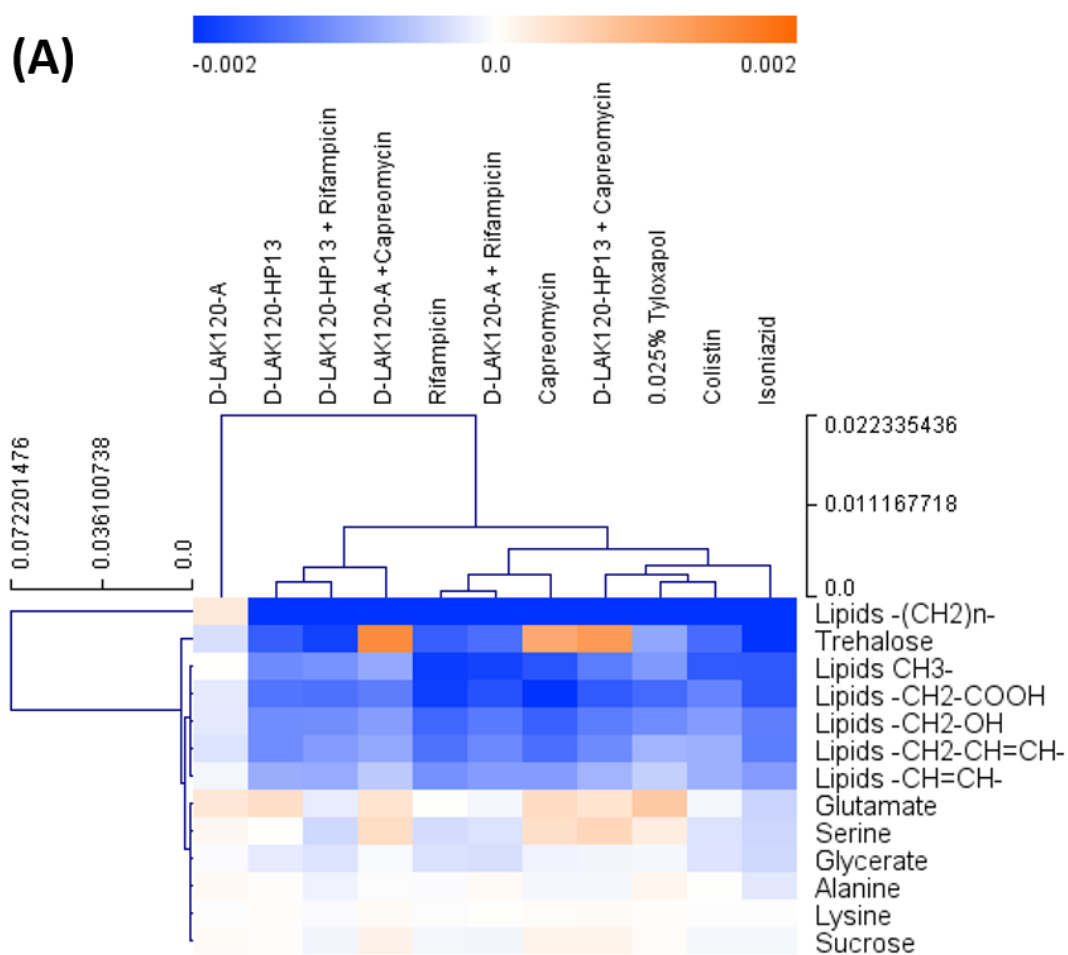 (A)
-0.002
0.0
0.002
D-LAK120-A
D-LAK120-HP13
D-LAK120-HP13 + Rifampicin
D-LAK120-A +Capreomycin
Rifampicin
D-LAK120-A + Rifampicin
Capreomycin
D-LAK120-HP13 + Capreomycin
0.025% Tyloxapol
Colistin
Isoniazid
0.072201476
0.036100738
0.0
0.022335436
0.011167718
0.0
Lipids -(CH2)n-
Trehalose
Lipids CH3-
Lipids -CH2-COOH
Lipids -CH2-OH
Lipids -CH2-CH=CH-
Lipids -CH=CH-
Glutamate
Serine
Glycerate
Alanine
Lysine
Sucrose